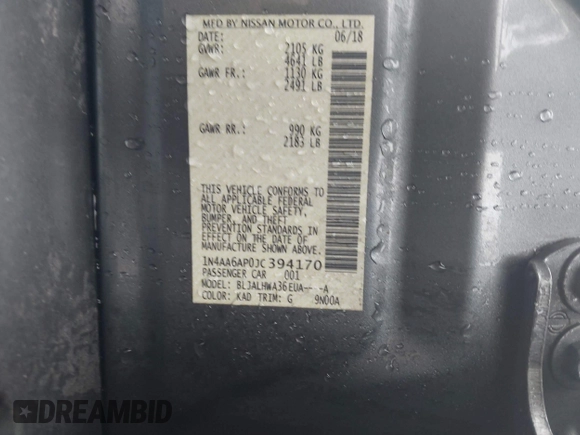 MFD BY NISSAN MOTOR CO., LTD.
DATE: 06/18
GVWR: 2105 KG
4641 LB
GAWR FR.: 1130 KG
2491 LB
GAWR RR.: 990 KG
2183 LB
THIS VEHICLE CONFORMS TO
ALL APPLICABLE FEDERAL
MOTOR VEHICLE SAFETY,
BUMPER, AND THEFT
PREVENTION STANDARDS IN
EFFECT ON THE DATE OF
MANUFACTURE SHOWN ABOVE.
1N4AA6AP0JC394170
PASSENGER CAR 001
MODEL: BLJALHWA36EUA-- -A
COLOR: KAD TRIM: G 9N00A
DREAMBID